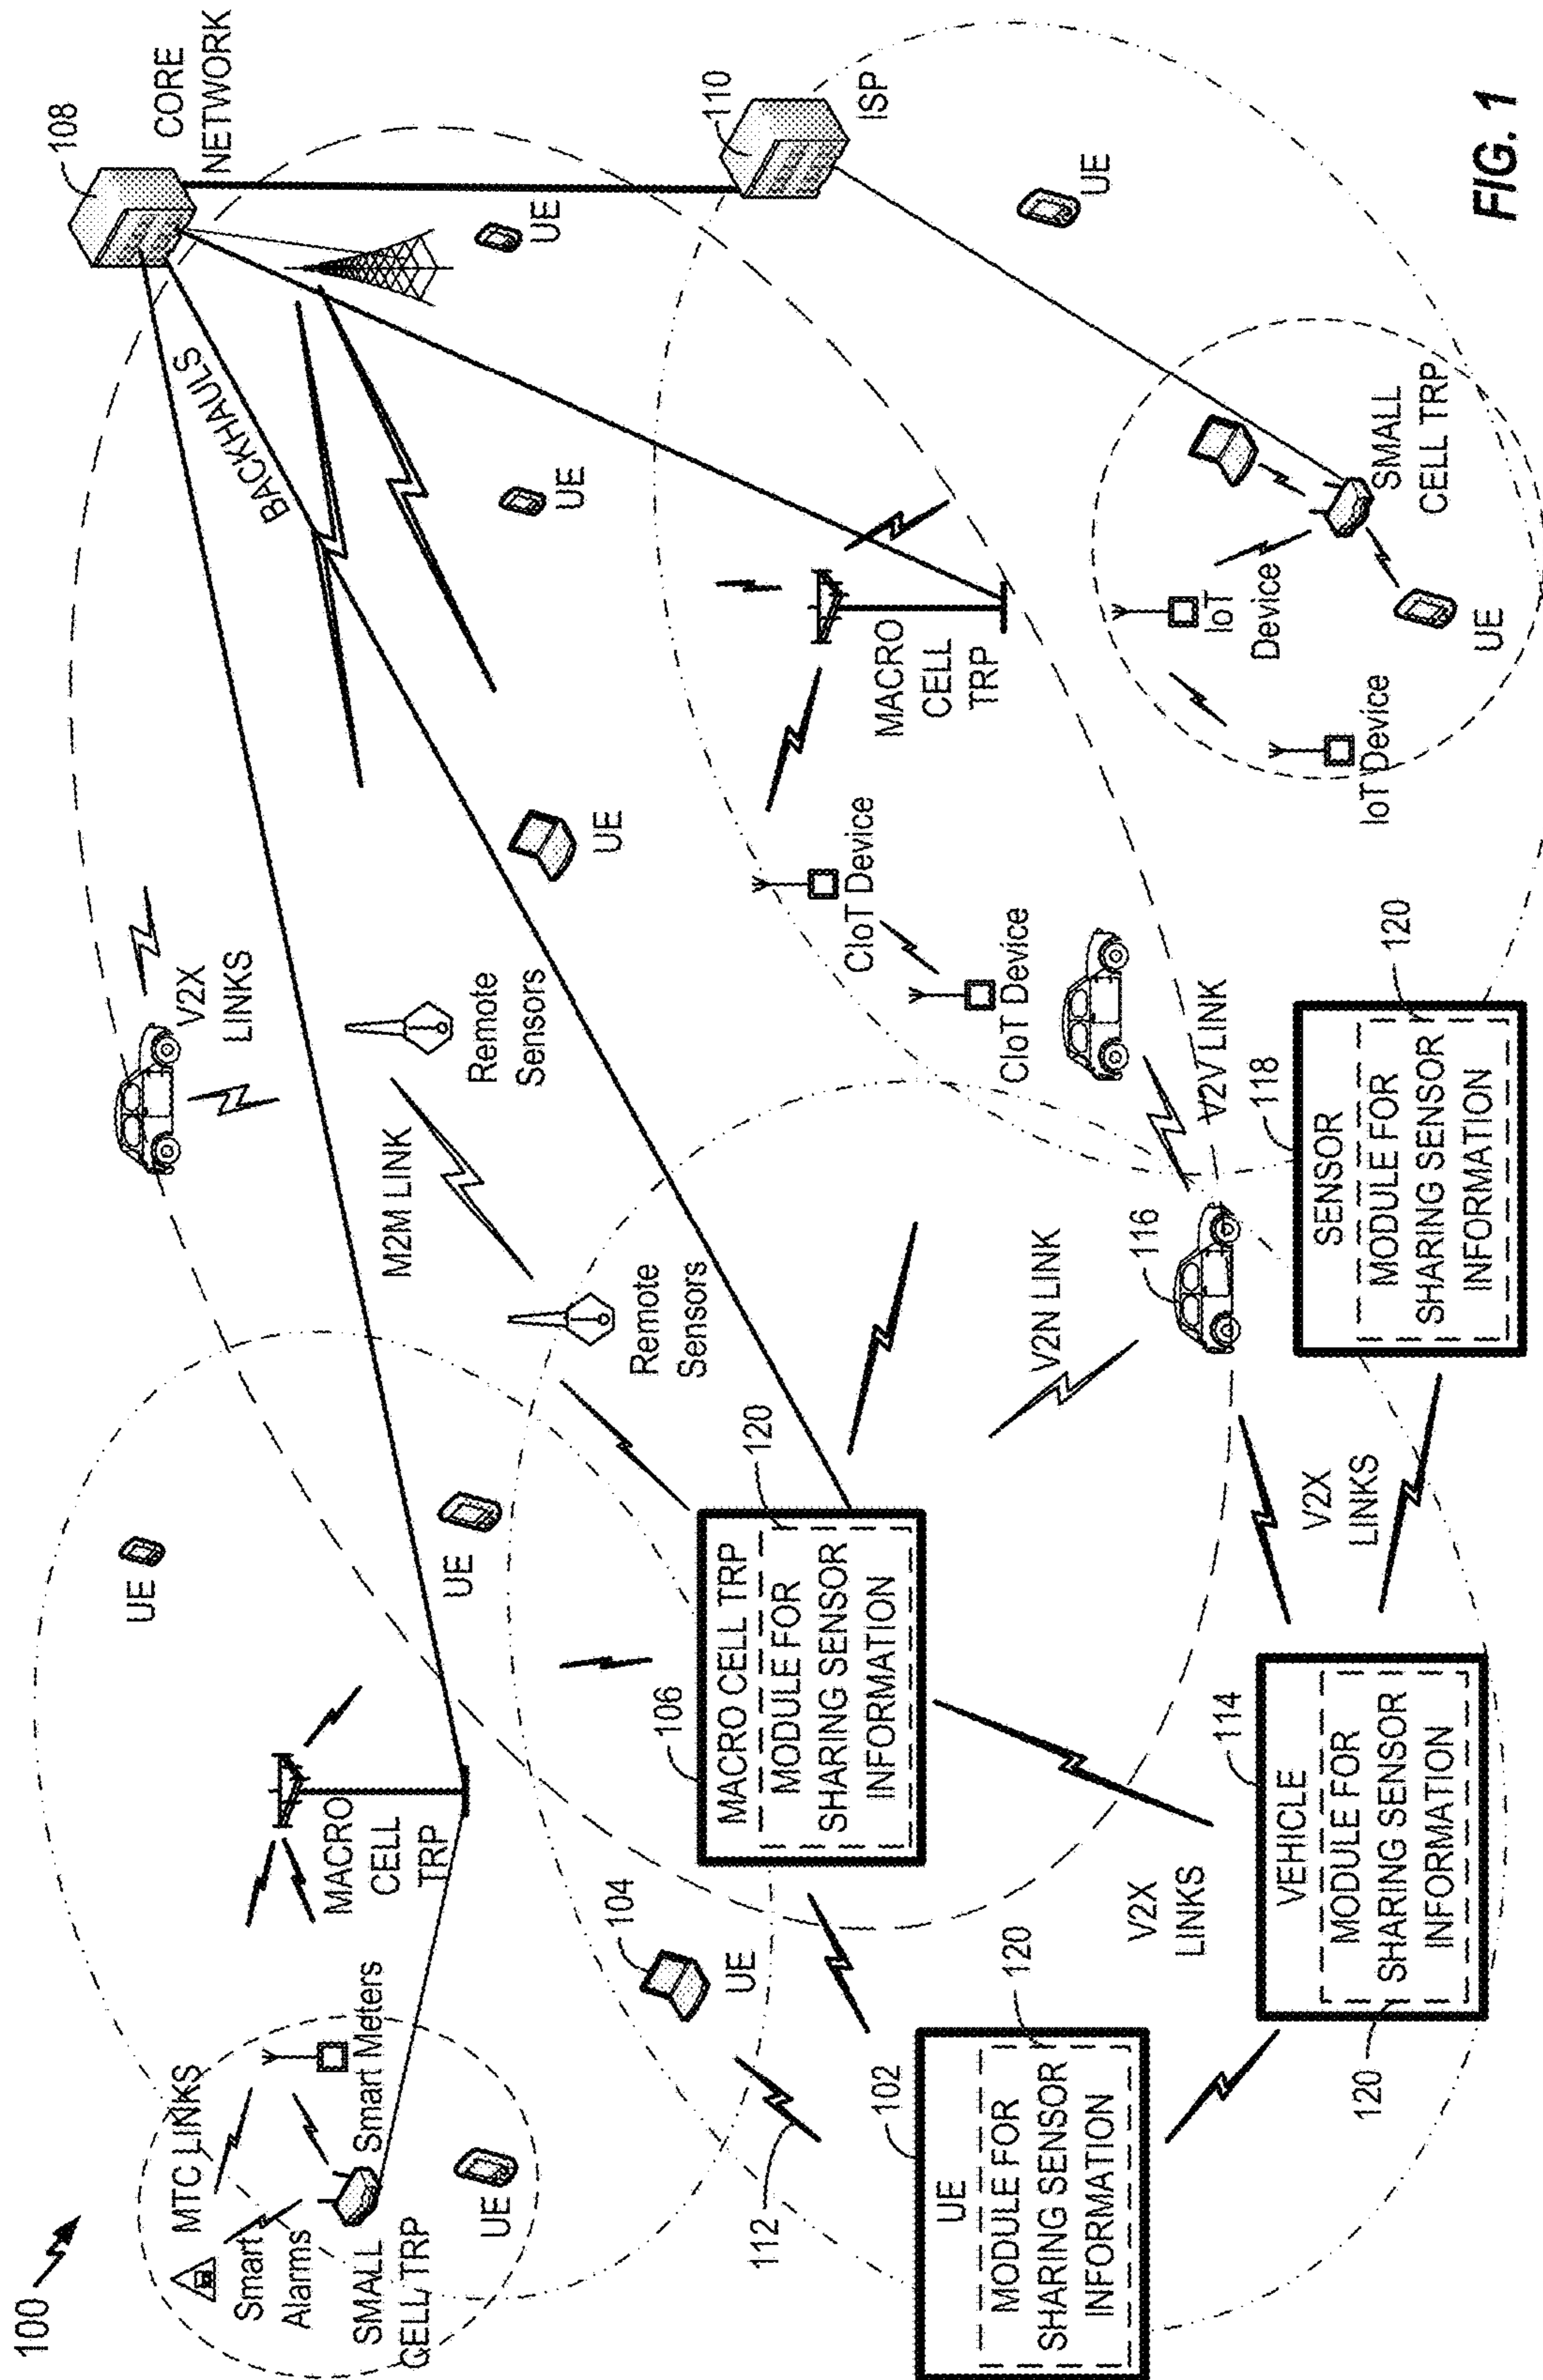 100
MTC LINKS
Smart
Alarms
Smart Meters
SMALL
CELL TRP
UE
MACRO
CELL
TRP
UE
UE
V2X
LINKS
M2M LINK
Remote
Sensors
Remote
Sensors
BACKHAULS
108
CORE
NETWORK
UE
UE
UE
104
UE
112
102
UE
MODULE FOR
SHARING SENSOR
INFORMATION
120
106
MACRO CELL TRP
MODULE FOR
SHARING SENSOR
INFORMATION
120
V2X
LINKS
114
VEHICLE
MODULE FOR
SHARING SENSOR
INFORMATION
120
V2X
LINKS
V2N LINK
116
V2V LINK
118
SENSOR
MODULE FOR
SHARING SENSOR
INFORMATION
120
CIoT Device
CIoT Device
MACRO
CELL
TRP
110
ISP
UE
IoT
Device
IoT Device
UE
SMALL
CELL TRP
FIG. 1